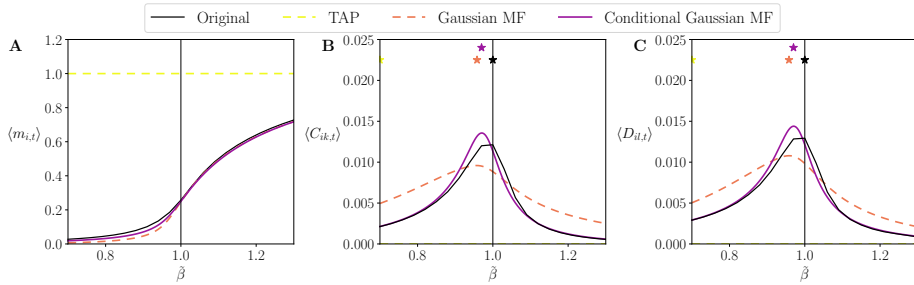 Original TAP Gaussian MF Conditional Gaussian MF
A B C
1.2 0.025 0.025
1.0 0.020 0.020
0.8
⟨m_{i,t}⟩ 0.015 ⟨C_{ik,t}⟩ 0.015 ⟨D_{il,t}⟩
0.6
0.4 0.010 0.010
0.2 0.005 0.005
0.0 0.000 0.000
0.8 1.0 1.2 0.8 1.0 1.2 0.8 1.0 1.2
β̃ β̃ β̃